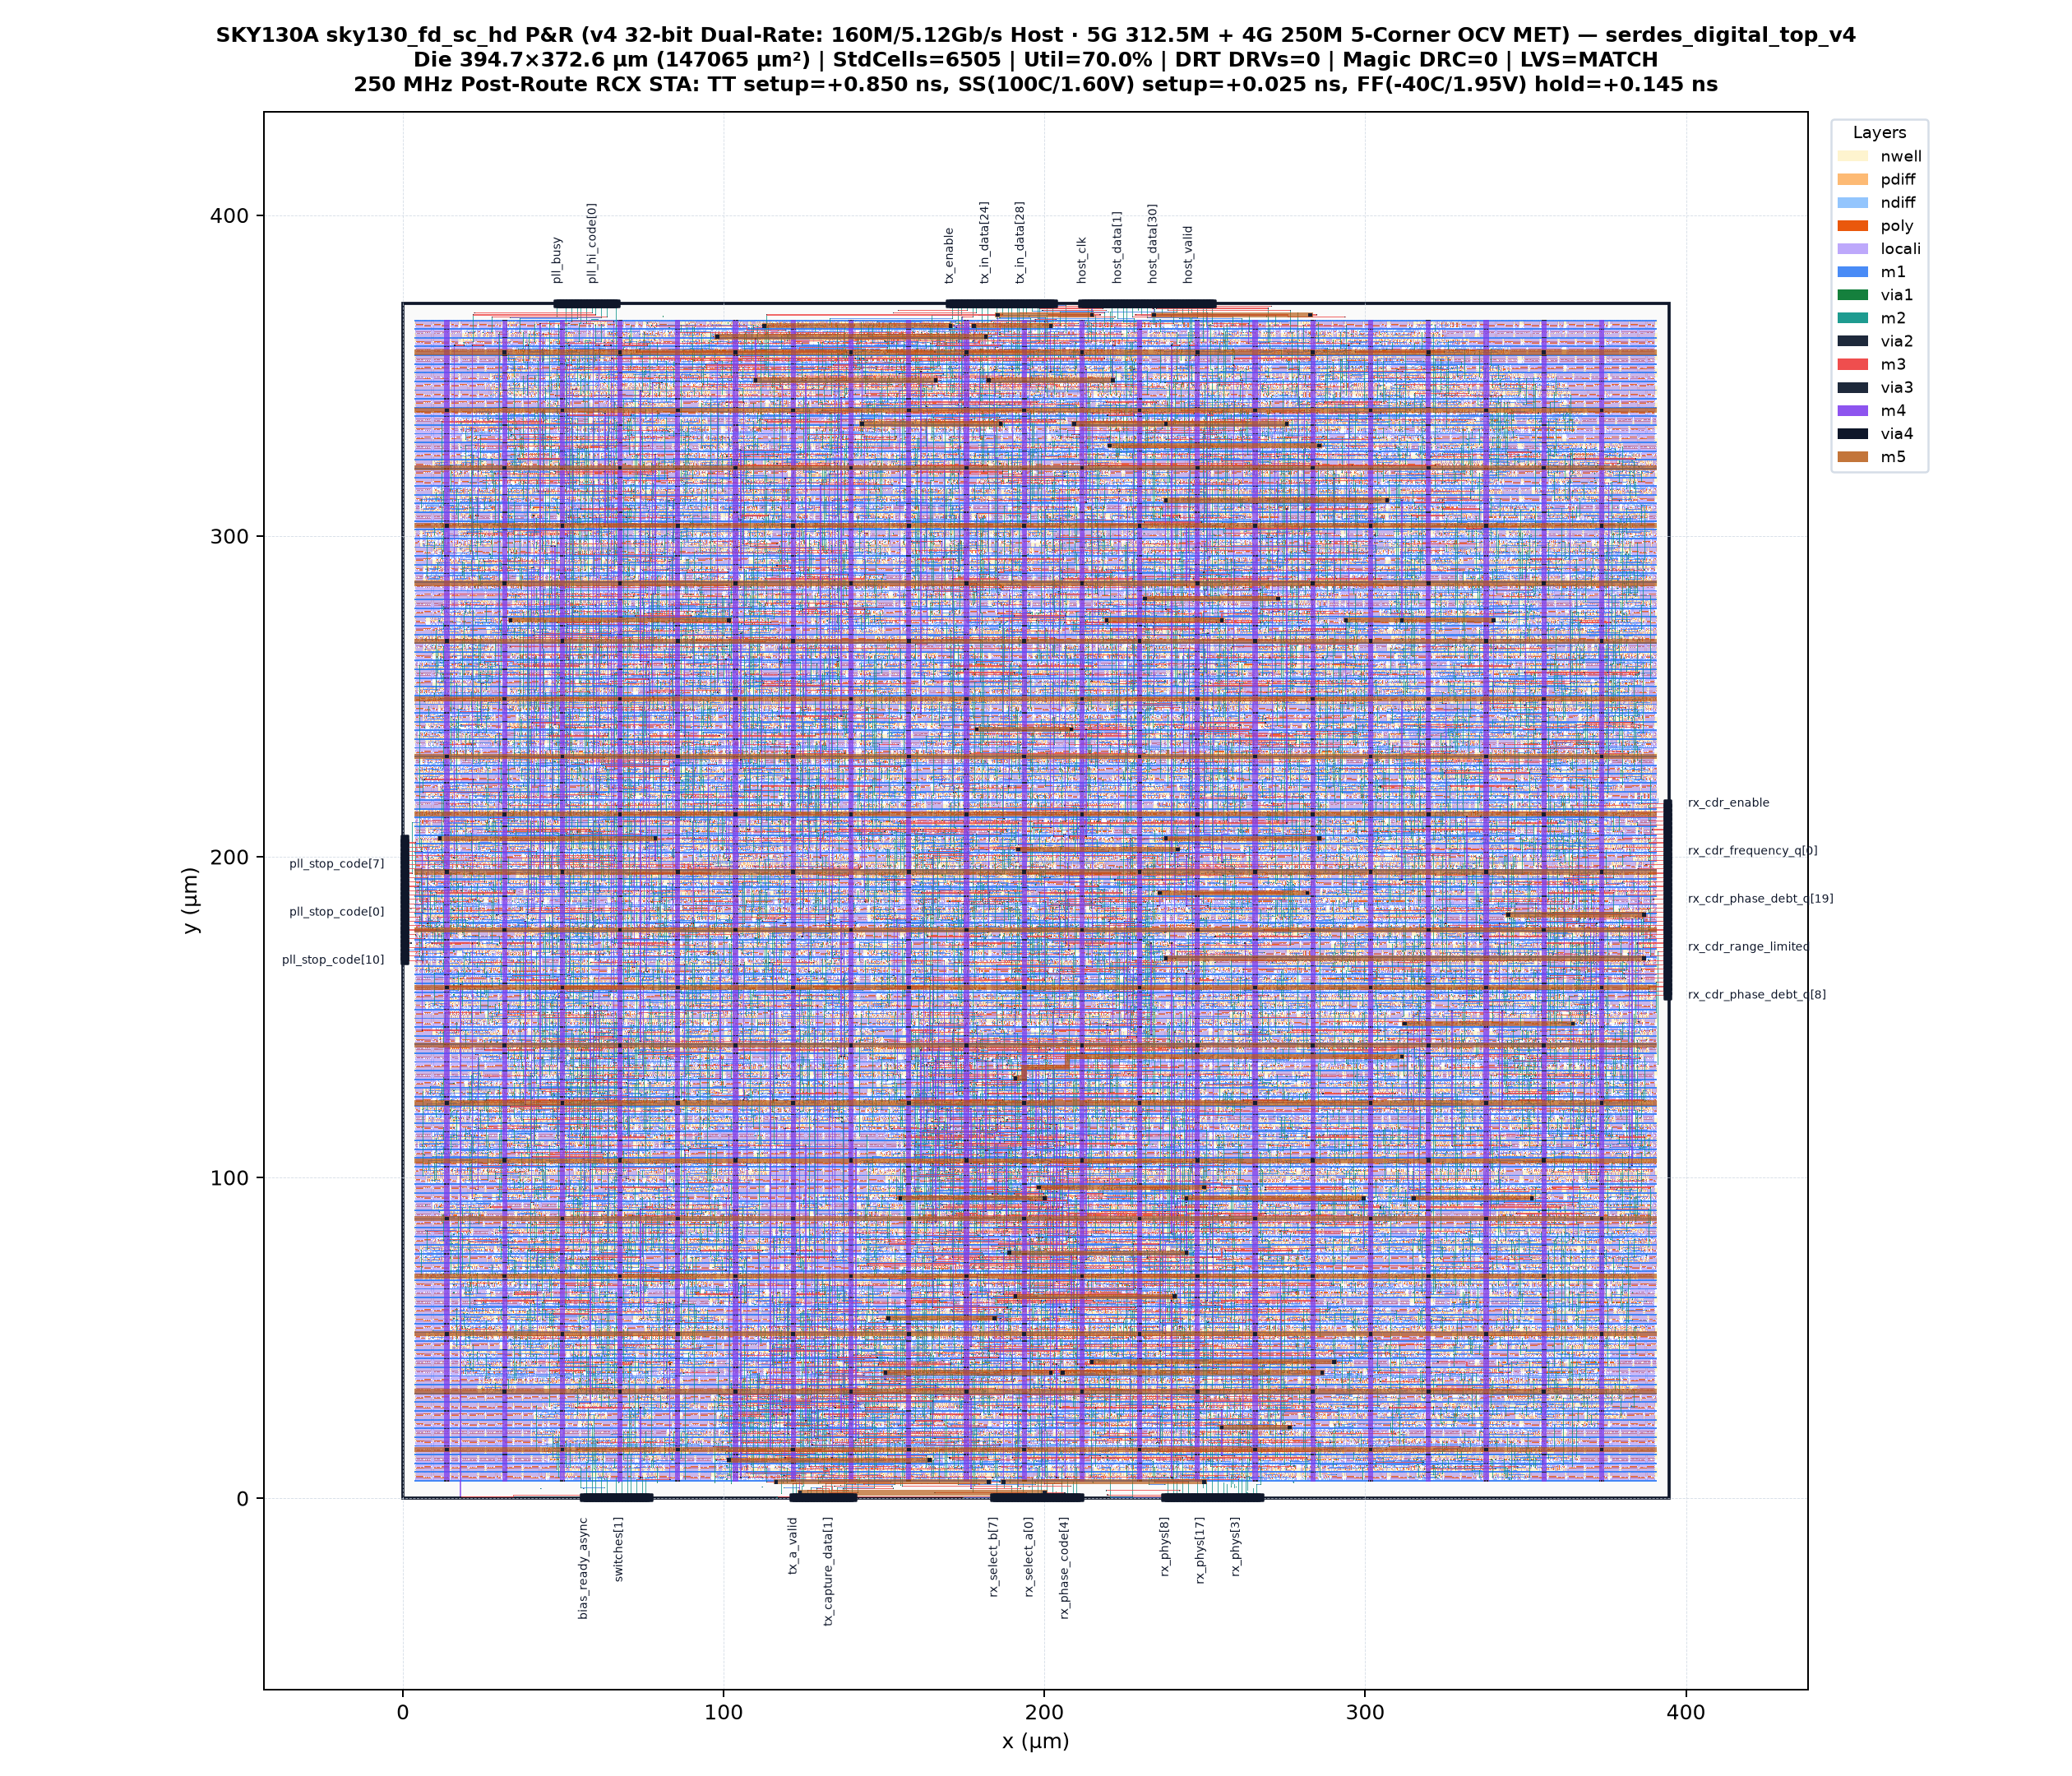 SKY130A sky130_fd_sc_hd P&R (v4 32-bit Dual-Rate: 160M/5.12Gb/s Host · 5G 312.5M + 4G 250M 5-Corner OCV MET) — serdes_digital_top_v4
Die 394.7×372.6 µm (147065 µm²) | StdCells=6505 | Util=70.0% | DRT DRVs=0 | Magic DRC=0 | LVS=MATCH
250 MHz Post-Route RCX STA: TT setup=+0.850 ns, SS(100C/1.60V) setup=+0.025 ns, FF(-40C/1.95V) hold=+0.145 ns
Layers
nwell
pdiff
ndiff
poly
locali
m1
via1
m2
via2
m3
via3
m4
via4
m5
pll_busy
pll_hi_code[0]
tx_enable
tx_in_data[24]
tx_in_data[28]
host_clk
host_data[1]
host_data[30]
host_valid
400
300
200
100
0
y (µm)
pll_stop_code[7]
pll_stop_code[0]
pll_stop_code[10]
rx_cdr_enable
rx_cdr_frequency_q[0]
rx_cdr_phase_debt_q[19]
rx_cdr_range_limited
rx_cdr_phase_debt_q[8]
bias_ready_async
switches[1]
tx_a_valid
tx_capture_data[1]
rx_select_b[7]
rx_select_a[0]
rx_phase_code[4]
rx_phys[8]
rx_phys[17]
rx_phys[3]
0
100
200
300
400
x (µm)